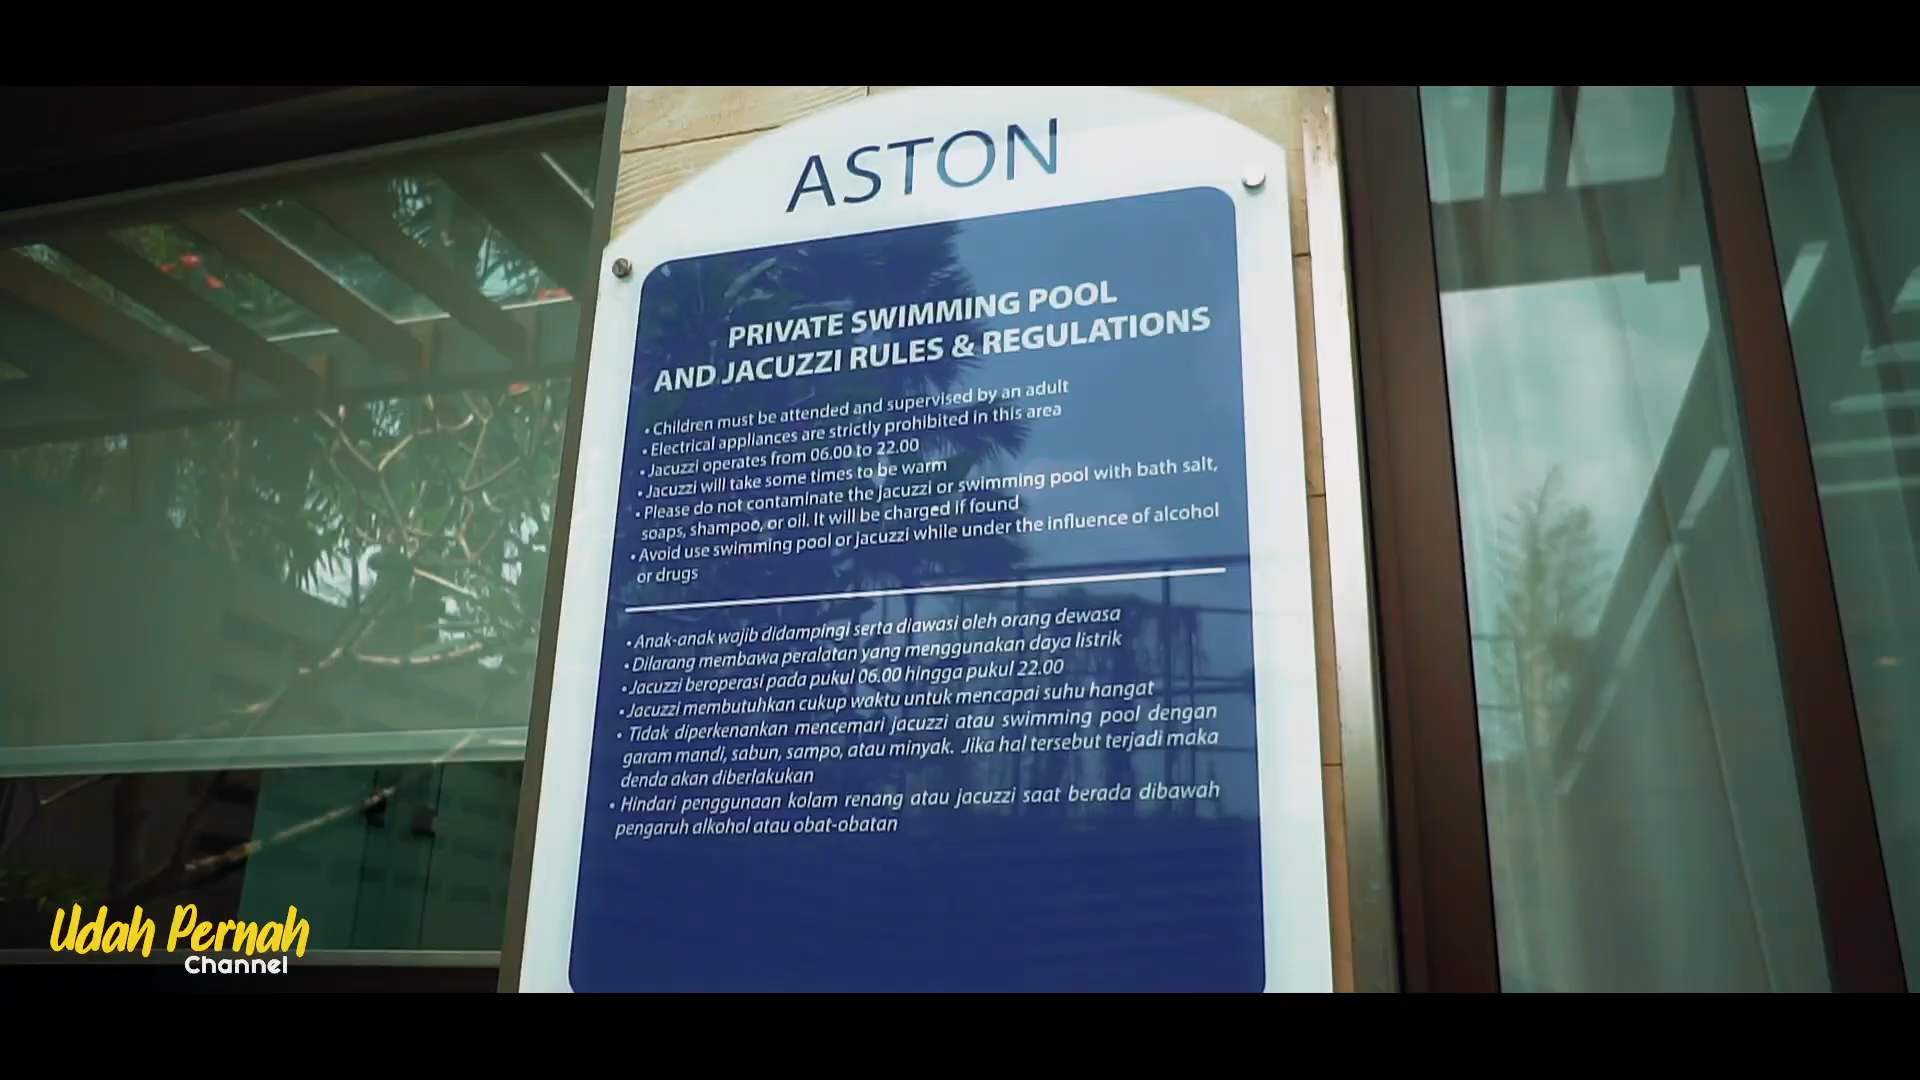 ASTON
PRIVATE SWIMMING POOL
AND JACUZZI RULES & REGULATIONS
• Children must be attended and supervised by an adult
• Electrical appliances are strictly prohibited in this area
• Jacuzzi operates from 06.00 to 22.00
• Jacuzzi will take some times to be warm
• Please do not contaminate the jacuzzi or swimming pool with bath salt,
soaps, shampoo, or oil. It will be charged if found
• Avoid use swimming pool or jacuzzi while under the influence of alcohol
or drugs
• Anak-anak wajib didampingi serta diawasi oleh orang dewasa
• Dilarang membawa peralatan yang menggunakan daya listrik
• Jacuzzi beroperasi pada pukul 06.00 hingga pukul 22.00
• Jacuzzi membutuhkan cukup waktu untuk mencapai suhu hangat
• Tidak diperkenankan mencemari jacuzzi atau swimming pool dengan
garam mandi, sabun, sampo, atau minyak. Jika hal tersebut terjadi maka
denda akan diberlakukan
• Hindari penggunaan kolam renang atau jacuzzi saat berada dibawah
pengaruh alkohol atau obat-obatan
Udah Pernah
Channel